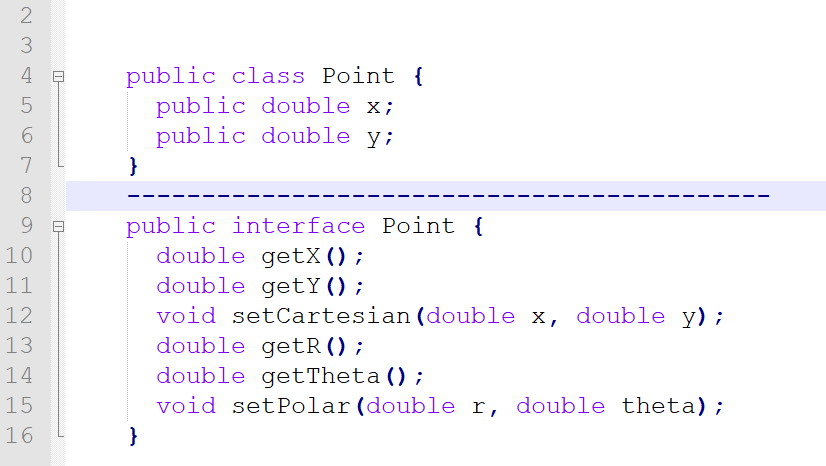 2
3
4 public class Point {
5 public double x;
6 public double y;
7 }
8 -------------------------------------------
9 public interface Point {
10 double getX();
11 double getY();
12 void setCartesian(double x, double y);
13 double getR();
14 double getTheta();
15 void setPolar(double r, double theta);
16 }